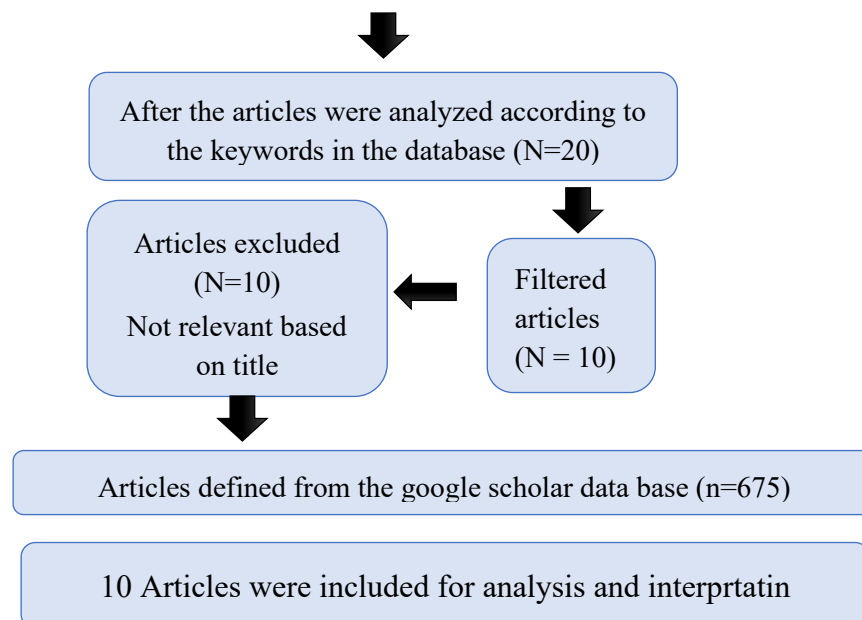 After the articles were analyzed according to
the keywords in the database (N=20)
Articles excluded
(N=10)
Not relevant based
on title
Filtered
articles
(N = 10)
Articles defined from the google scholar data base (n=675)
10 Articles were included for analysis and interprtatin